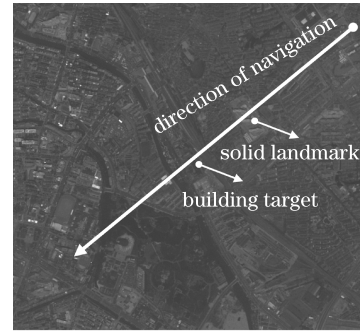 direction of navigation
solid landmark
building target